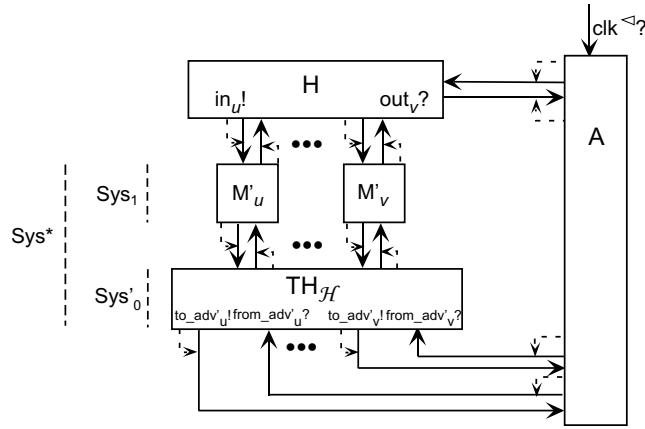 clk◁?
H
in_u! out_v?
A
Sys₁ M'_u M'_v
Sys*
Sys'₀ TH_ℋ
to_adv'_u! from_adv'_u? to_adv'_v! from_adv'_v?